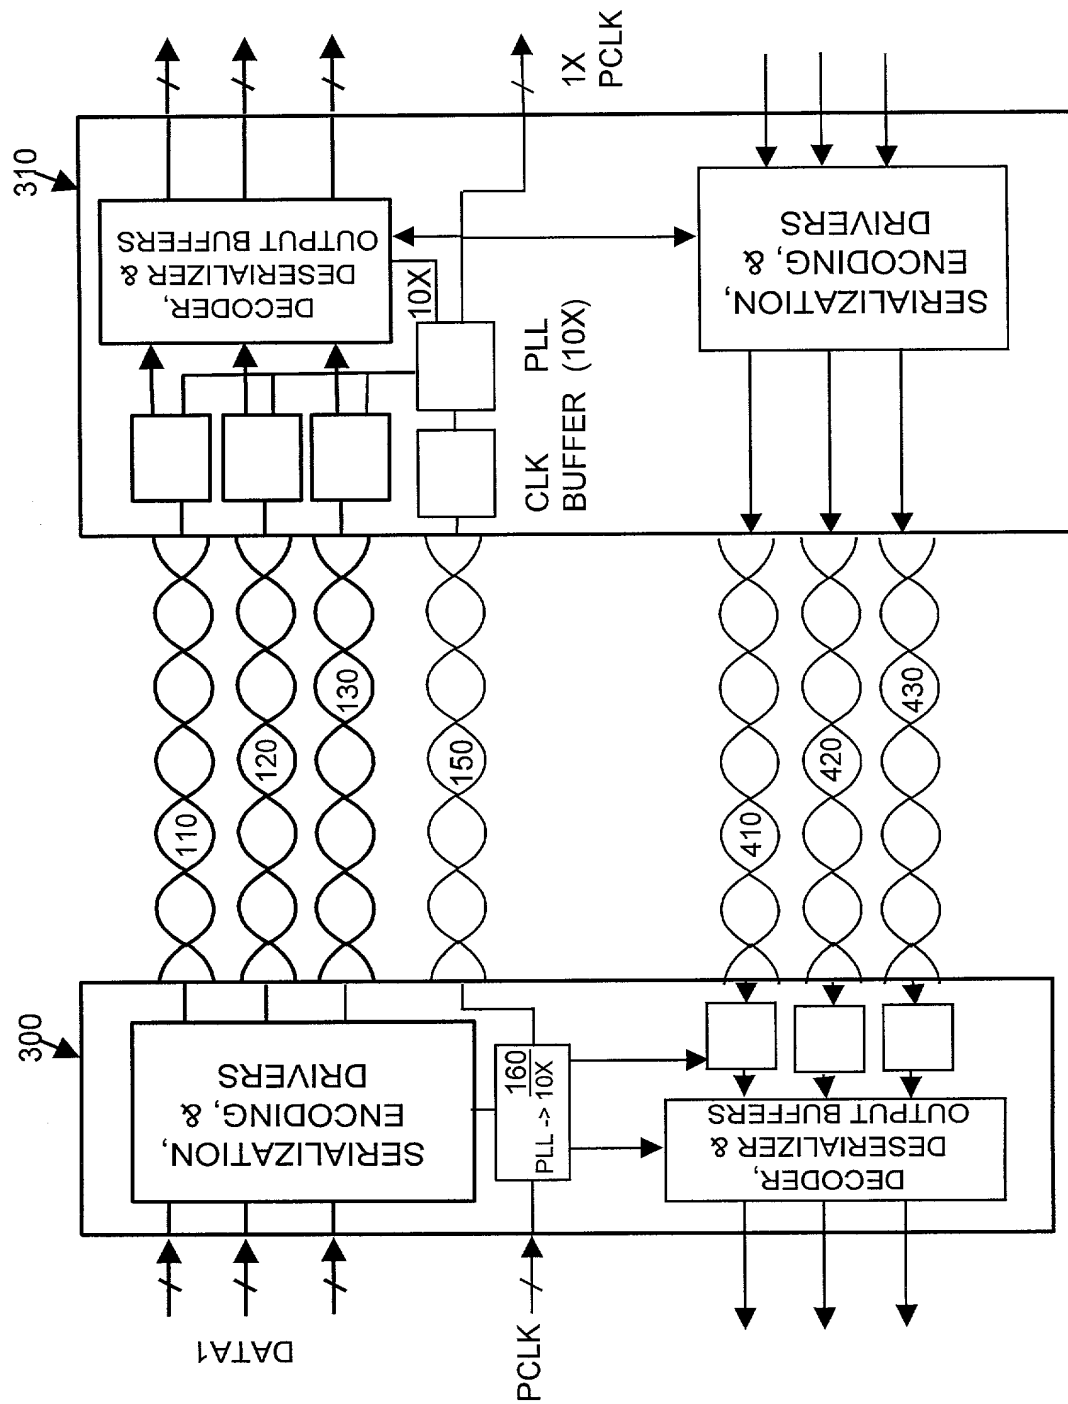 310
DECODER,
DESERIALIZER &
OUTPUT BUFFERS
10X
CLK
BUFFER
PLL
(10X)
1X
PCLK
SERIALIZATION,
ENCODING, &
DRIVERS
110
120
130
150
410
420
430
300
SERIALIZATION,
ENCODING, &
DRIVERS
160
PLL -> 10X
DECODER,
DESERIALIZER &
OUTPUT BUFFERS
DATA1
PCLK